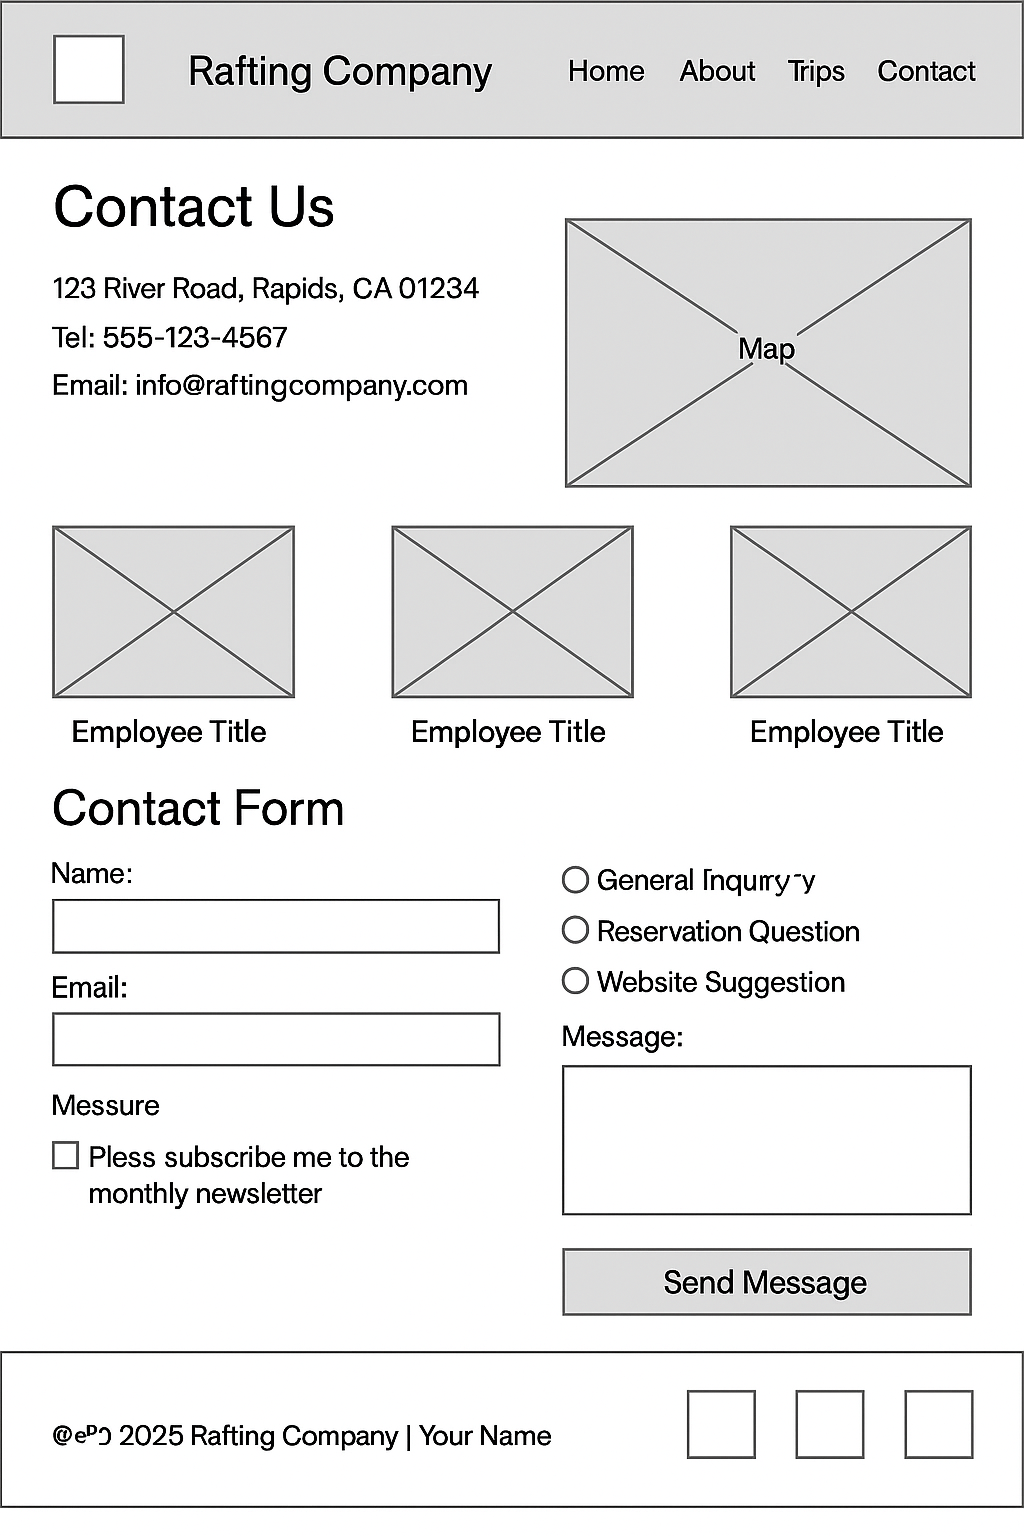 Rafting Company
Home About Trips Contact
Contact Us
123 River Road, Rapids, CA 01234
Tel: 555-123-4567
Email: info@raftingcompany.com
Map
Employee Title
Employee Title
Employee Title
Contact Form
Name:
Email:
Messure
Pless subscribe me to the
monthly newsletter
General
Reservation Question
Website Suggestion
Message:
Send Message
2025 Rafting Company | Your Name